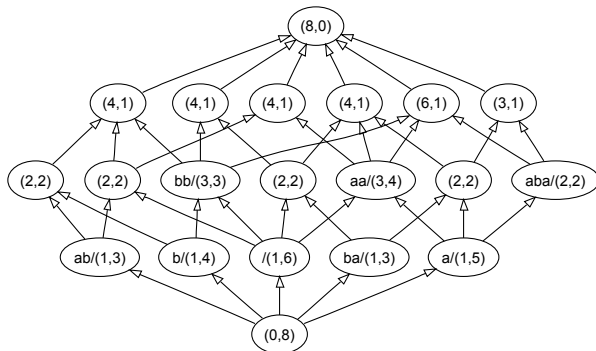 (8,0)
(4,1) (4,1) (4,1) (4,1) (6,1) (3,1)
(2,2) (2,2) bb/(3,3) (2,2) aa/(3,4) (2,2) aba/(2,2)
ab/(1,3) b/(1,4) /(1,6) ba/(1,3) a/(1,5)
(0,8)